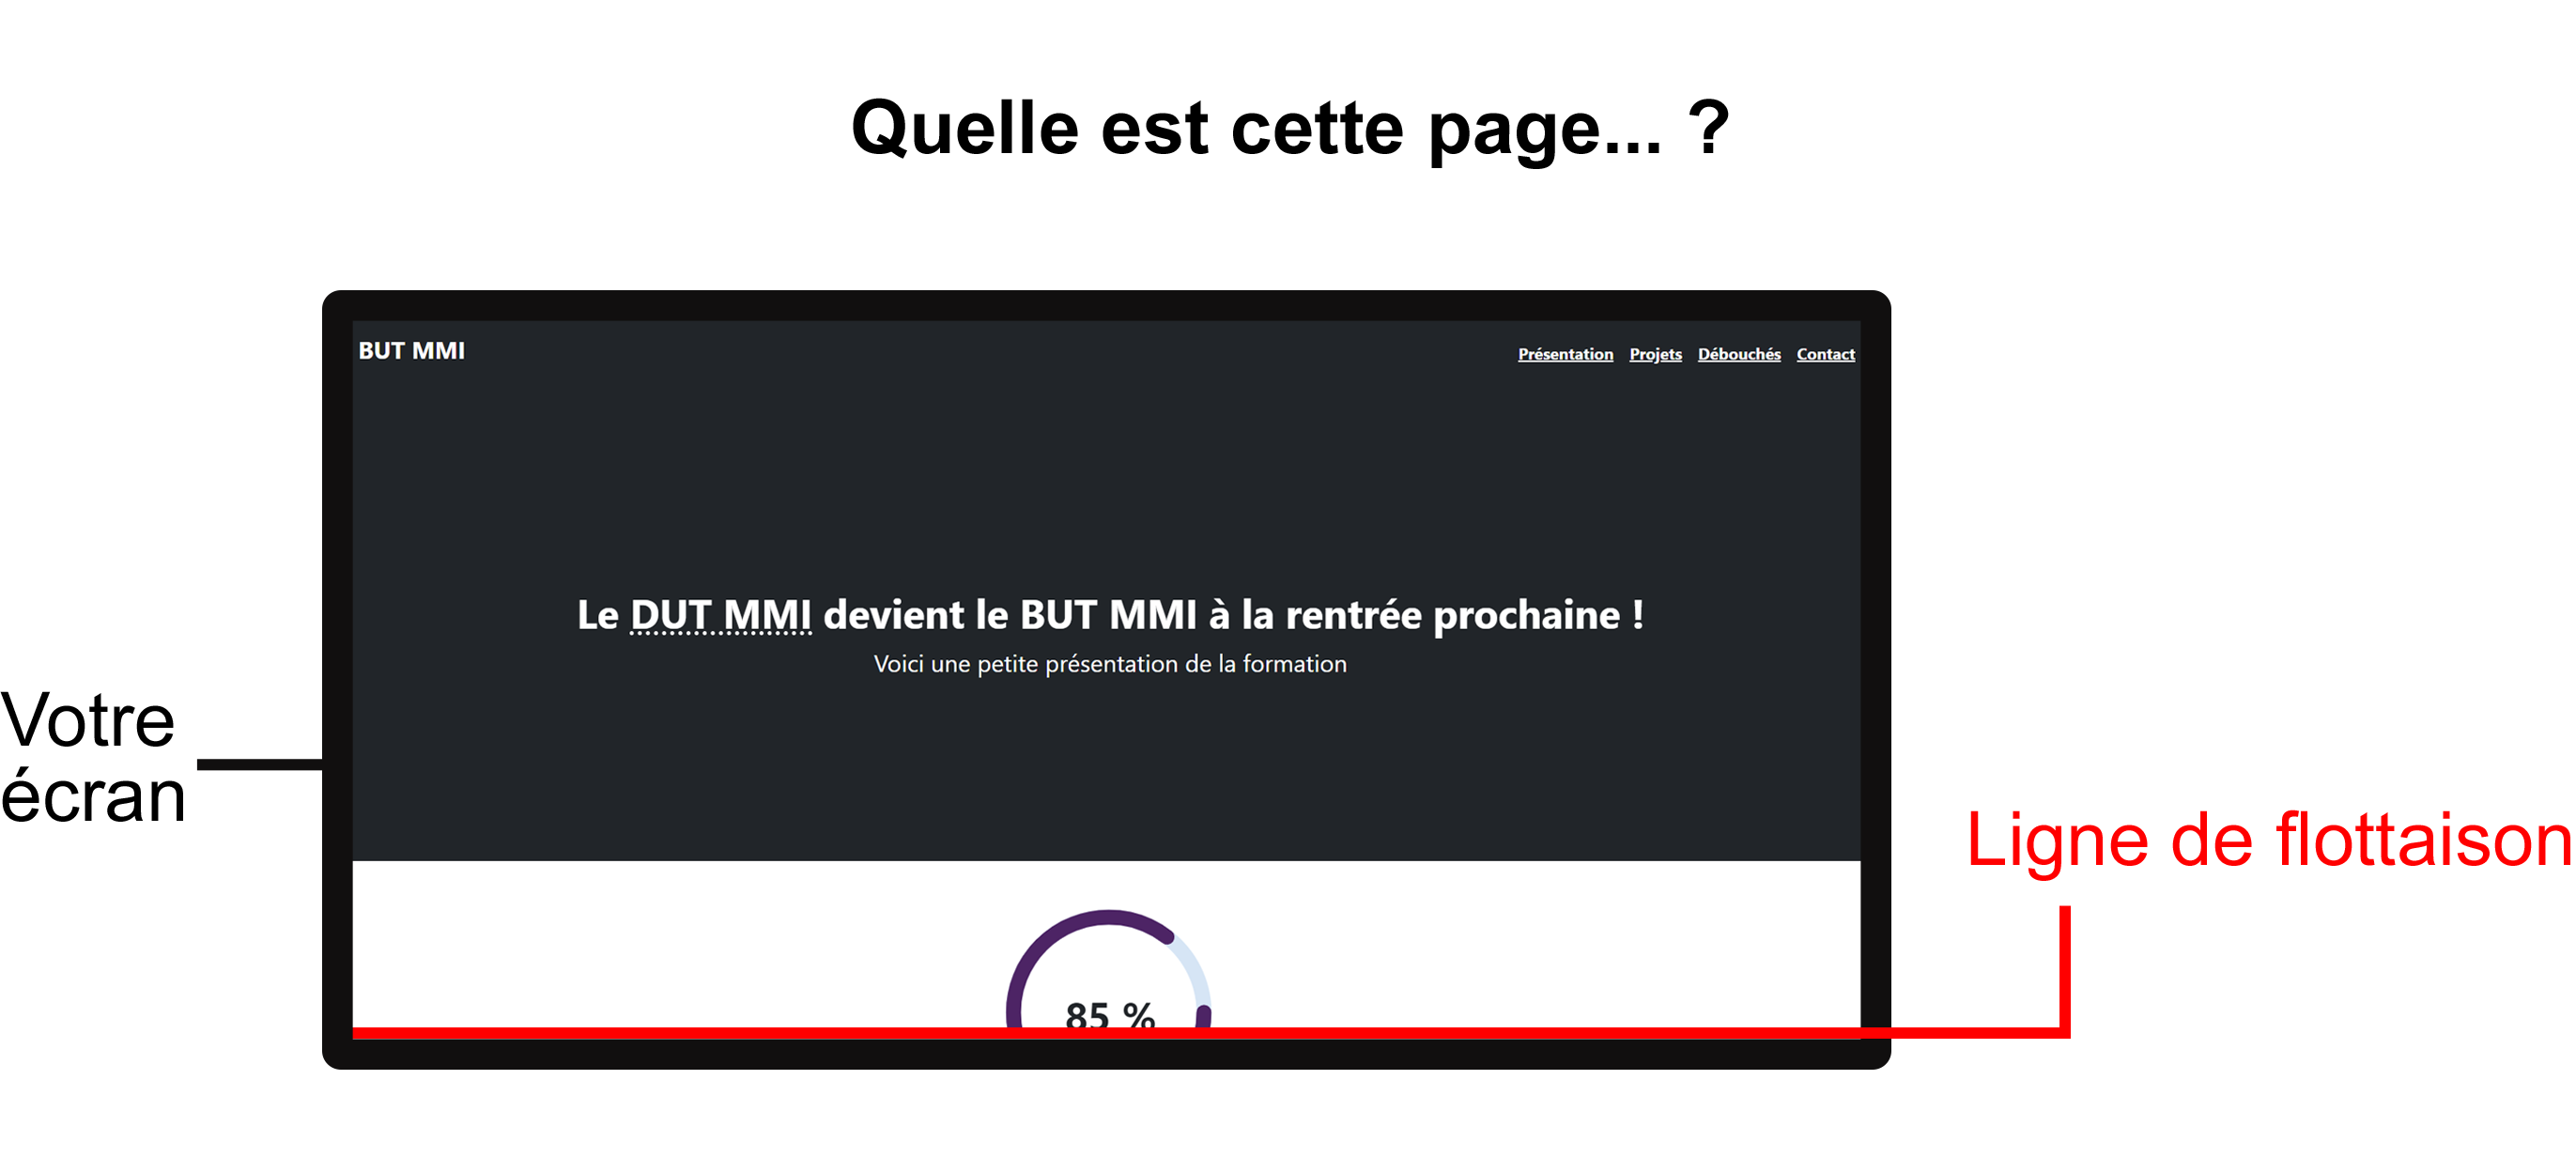 Quelle est cette page... ?
BUT MMI
Présentation Projets Débouchés Contact
Le DUT MMI devient le BUT MMI à la rentrée prochaine !
Voici une petite présentation de la formation
Votre
écran
Ligne de flottaison
85 %